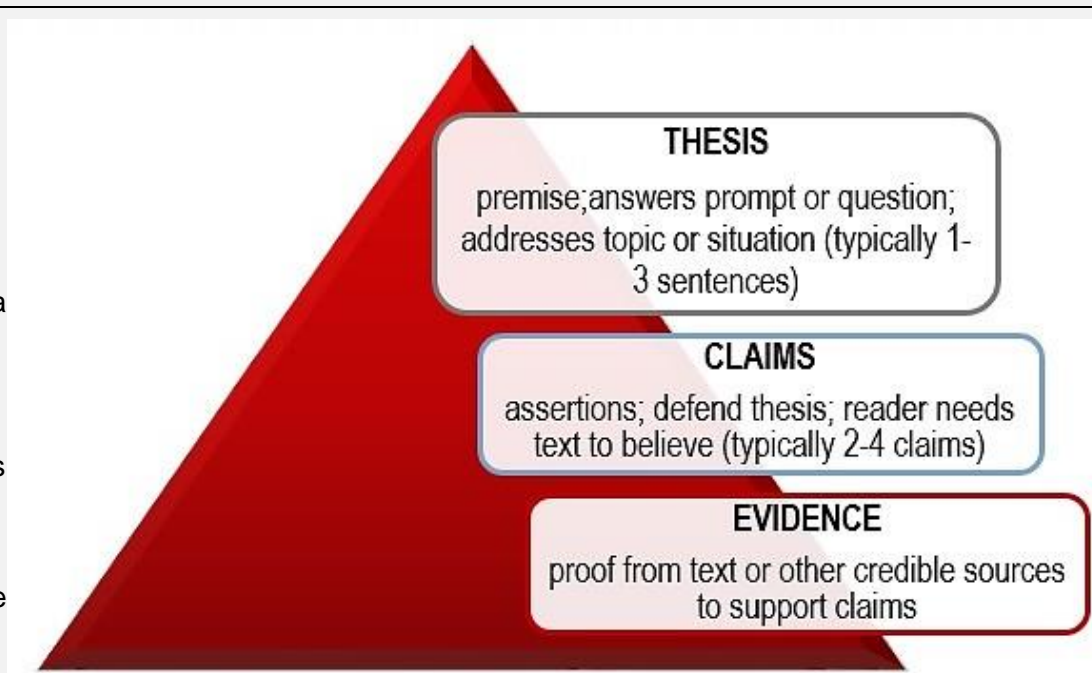 THESIS
premise;answers prompt or question;
addresses topic or situation (typically 1-
3 sentences)
a
CLAIMS
assertions; defend thesis; reader needs
text to believe (typically 2-4 claims)
s
EVIDENCE
proof from text or other credible sources
to support claims
e